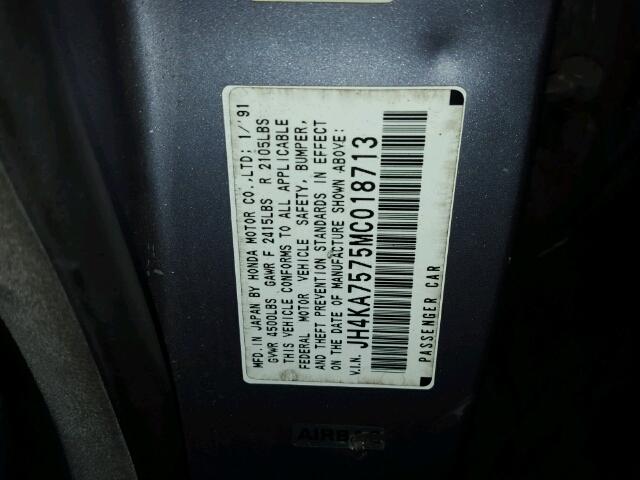 MFD.IN JAPAN BY HONDA MOTOR CO.,LTD: 1/'91
GVWR 4500LBS GAWR F 2415LBS R 2105LBS
THIS VEHICLE CONFORMS TO ALL APPLICABLE
FEDERAL MOTOR VEHICLE SAFETY, BUMPER,
AND THEFT PREVENTION STANDARDS IN EFFECT
ON THE DATE OF MANUFACTURE SHOWN ABOVE:
V.I.N. JH4KA7575MC018713
PASSENGER CAR